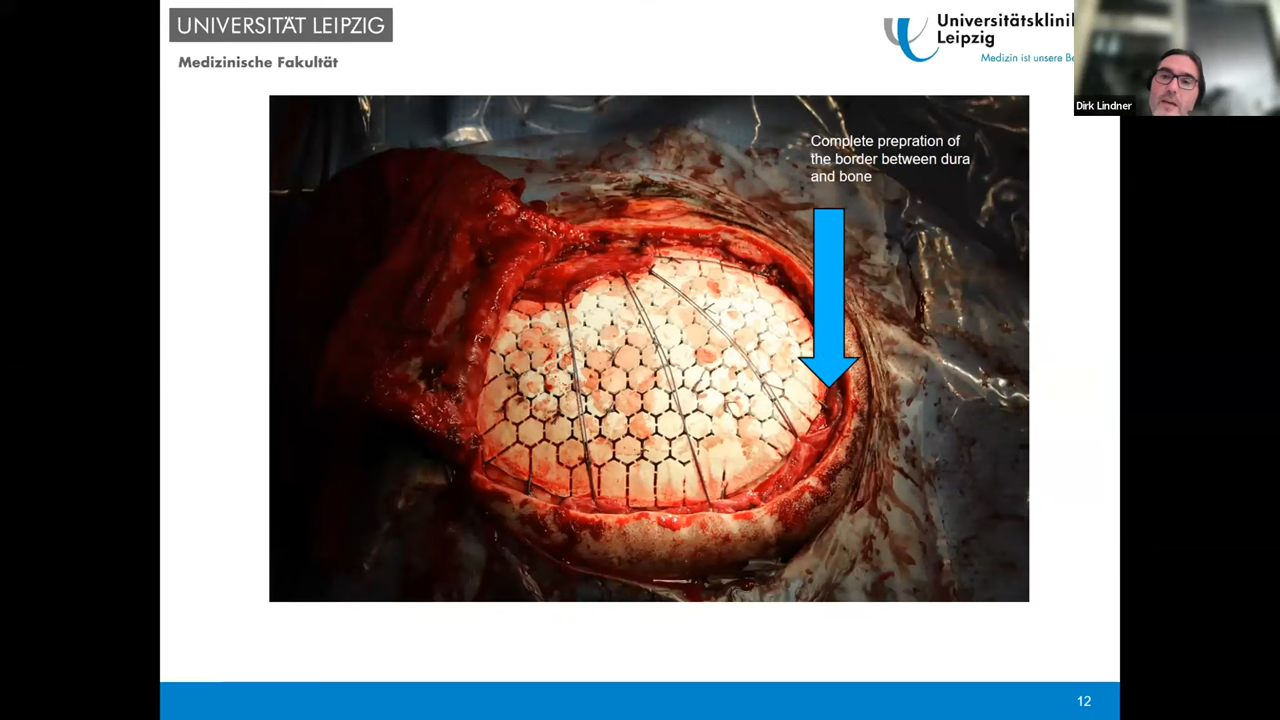 UNIVERSITÄT LEIPZIG
Medizinische Fakultät
Universitätsklinik
Leipzig
Medizin ist unsere Be
Dirk Lindner
Complete prepration of
the border between dura
and bone
12